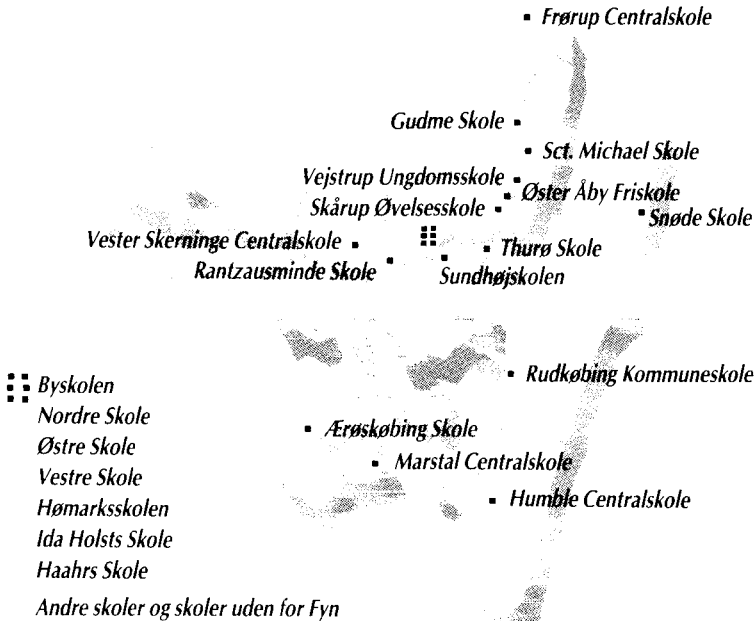 Frørup Centralskole
Gudme Skole
Sct. Michael Skole
Vejstrup Ungdomsskole
Øster Åby Friskole
Skårup Øvelsesskole
Snøde Skole
Vester Skerninge Centralskole
Thurø Skole
Rantzausminde Skole
Sundhøjskolen
Rudkøbing Kommuneskole
Ærøskøbing Skole
Marstal Centralskole
Humble Centralskole
Byskolen
Nordre Skole
Østre Skole
Vestre Skole
Hømarksskolen
Ida Holsts Skole
Haahrs Skole
Andre skoler og skoler uden for Fyn